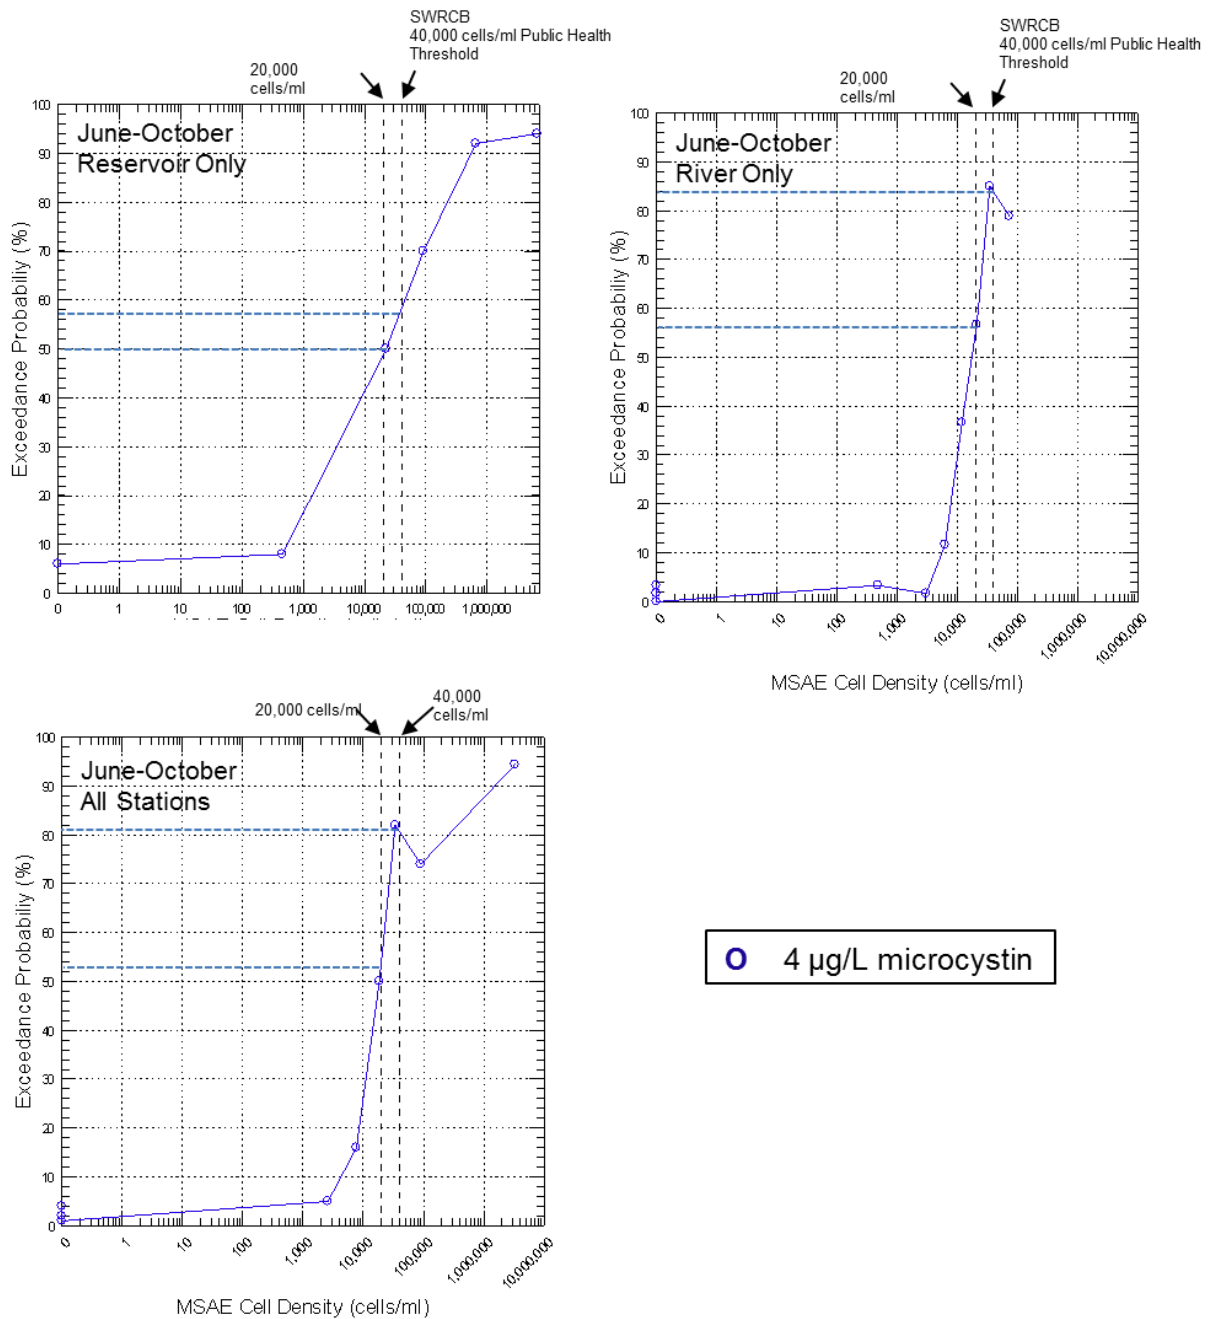 SWRCB
40,000 cells/ml Public Health
Threshold
20,000
cells/ml
June-October
Reservoir Only
Exceedance Probabiliy (%)
100
90
80
70
60
50
40
30
20
10
0
0 1 10 100 1,000 10,000 100,000 1,000,000
SWRCB
40,000 cells/ml Public Health
Threshold
20,000
cells/ml
June-October
River Only
Exceedance Probabiliy (%)
100
90
80
70
60
50
40
30
20
10
0
0 1 10 100 1,000 10,000 100,000 1,000,000 10,000,000
MSAE Cell Density (cells/ml)
20,000 cells/ml
40,000
cells/ml
June-October
All Stations
Exceedance Probabiliy (%)
100
90
80
70
60
50
40
30
20
10
0
0 1 10 100 1,000 10,000 100,000 1,000,000 10,000,000
MSAE Cell Density (cells/ml)
O 4 µg/L microcystin